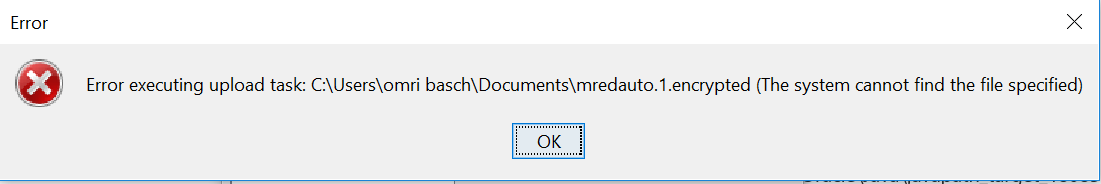 Error
Error executing upload task: C:\Users\omri basch\Documents\mredauto.1.encrypted (The system cannot find the file specified)
OK